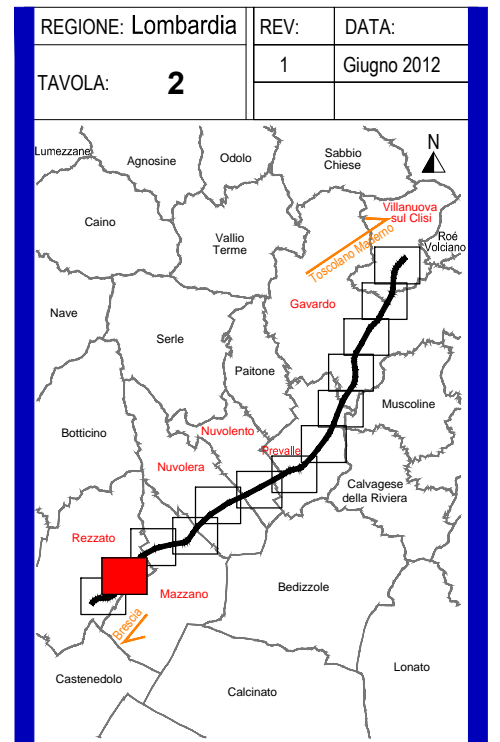 REGIONE: Lombardia
REV:
DATA:
TAVOLA: 2
1
Giugno 2012
N
Lumezzane
Agnosine
Odolo
Sabbio
Chiese
Villanuova
sul Clisi
Caino
Vallio
Terme
Roé
Volciano
Toscolano Maderno
Gavardo
Nave
Serle
Paitone
Muscoline
Botticino
Nuvolento
Prevalle
Nuvolera
Calvagese
della Riviera
Rezzato
Mazzano
Bedizzole
Brescia
Lonato
Castenedolo
Calcinato